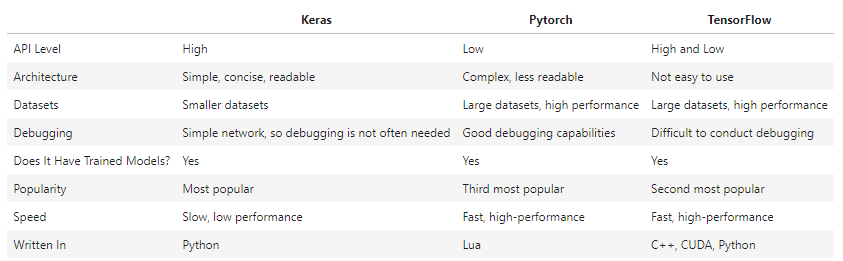 Keras Pytorch TensorFlow
API Level High Low High and Low
Architecture Simple, concise, readable Complex, less readable Not easy to use
Datasets Smaller datasets Large datasets, high performance Large datasets, high performance
Debugging Simple network, so debugging is not often needed Good debugging capabilities Difficult to conduct debugging
Does It Have Trained Models? Yes Yes Yes
Popularity Most popular Third most popular Second most popular
Speed Slow, low performance Fast, high-performance Fast, high-performance
Written In Python Lua C++, CUDA, Python